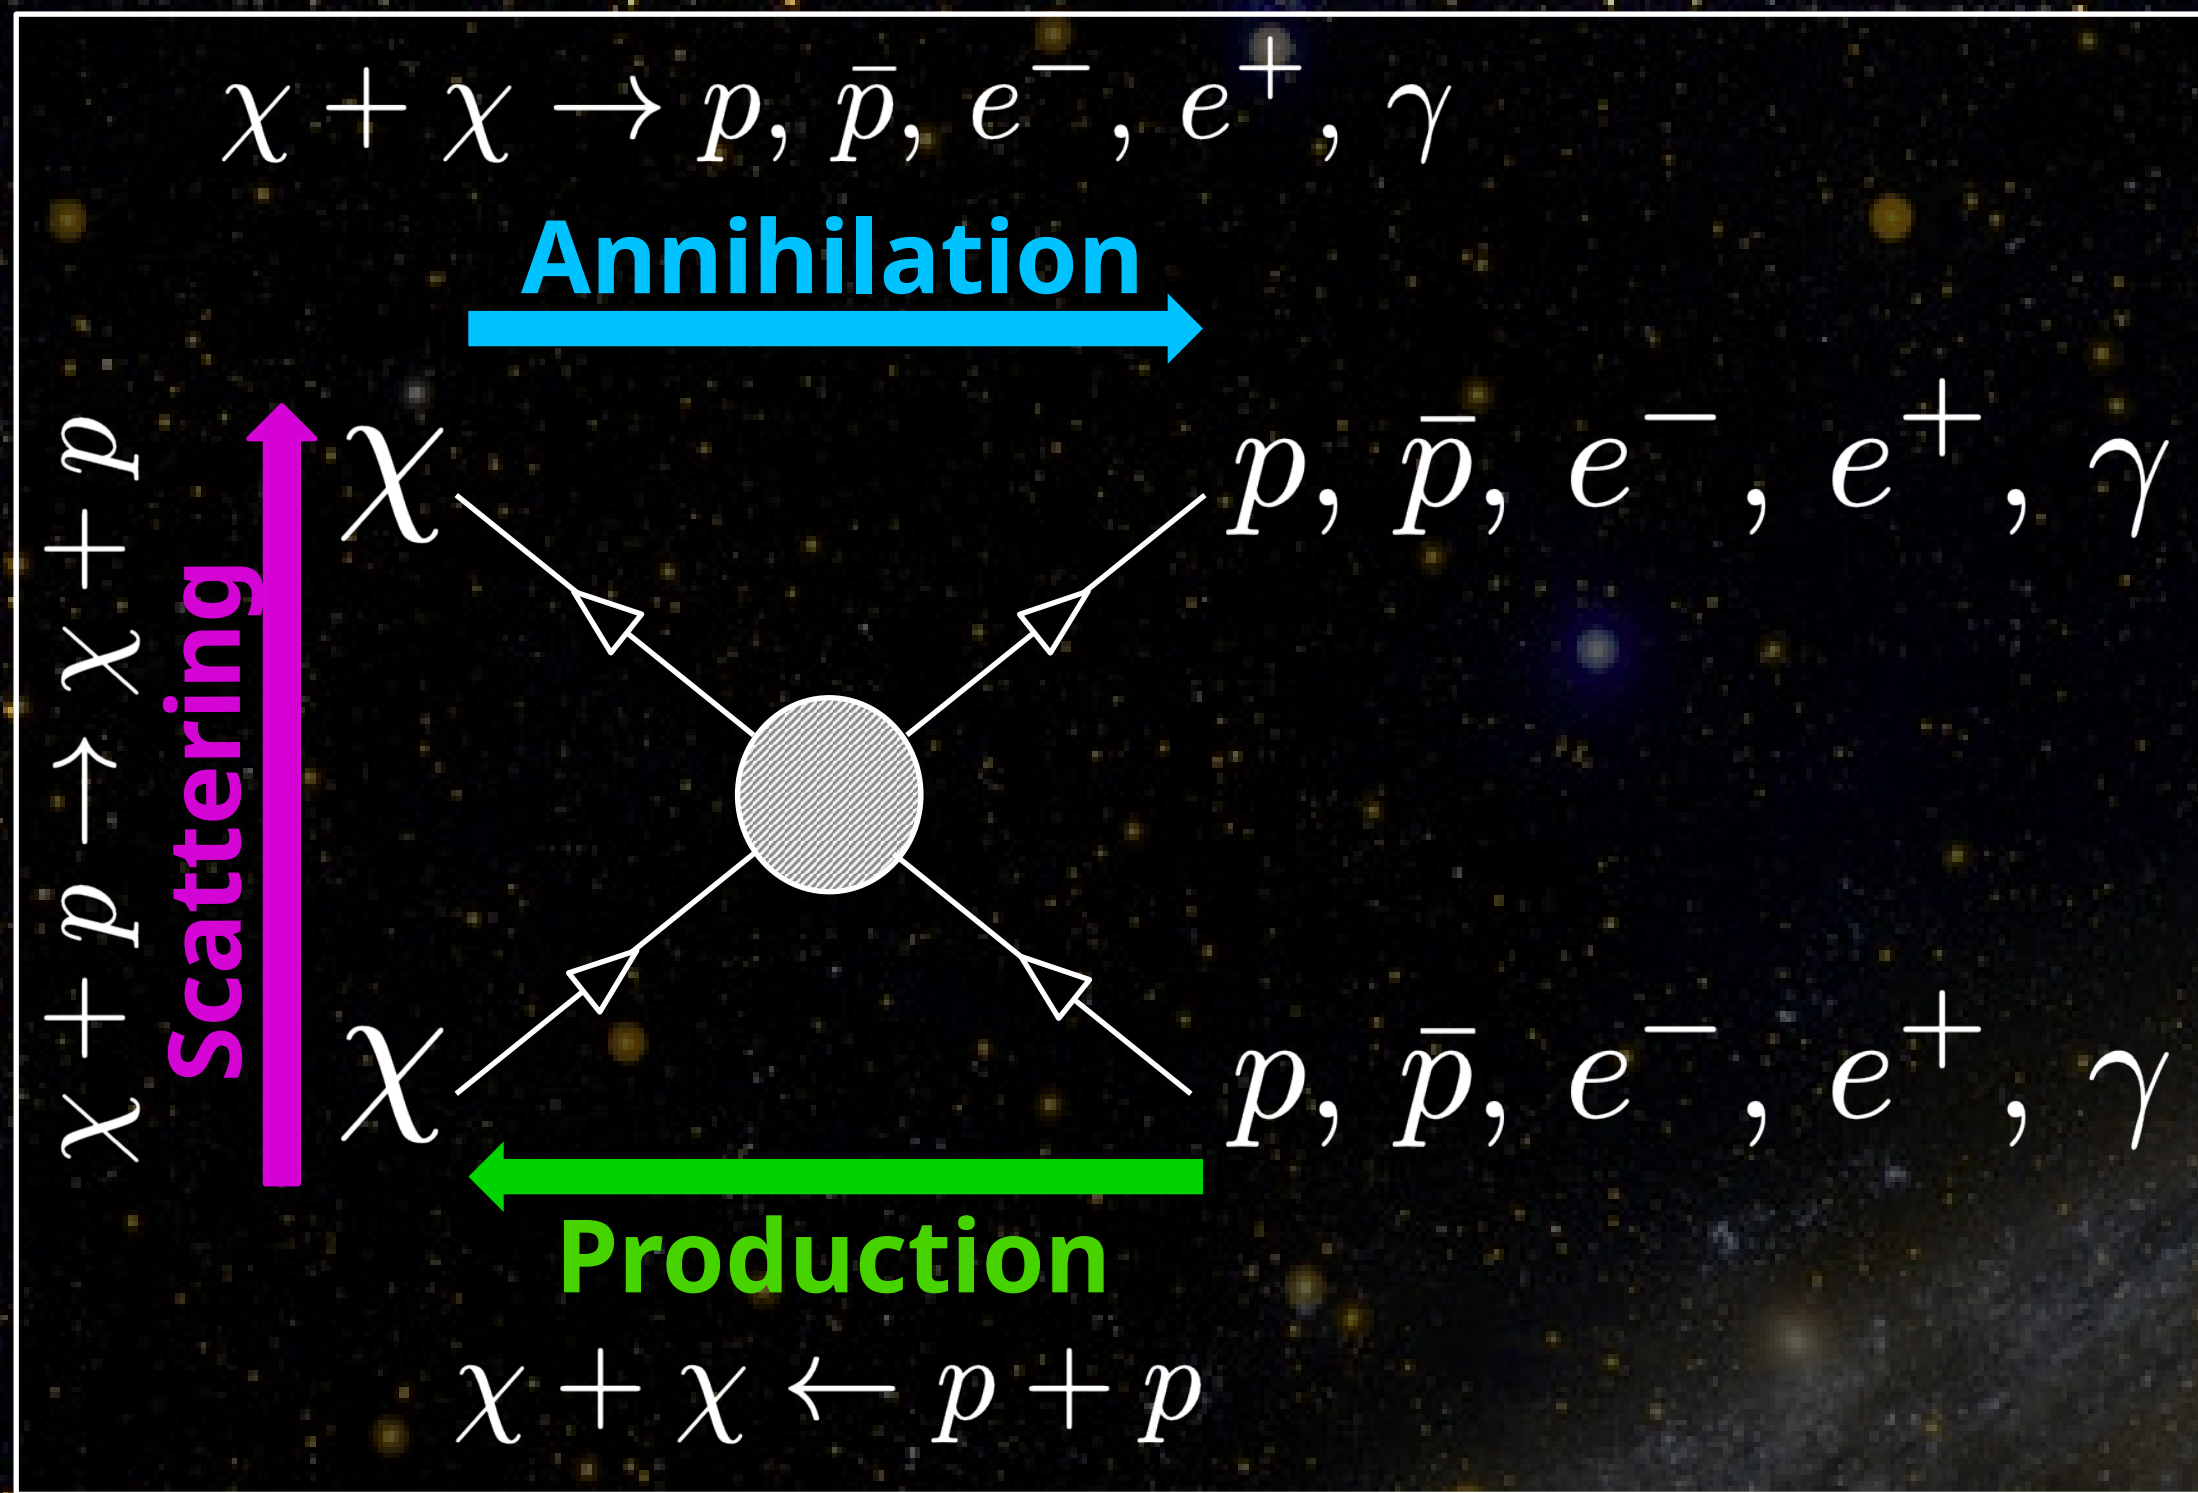 χ + χ → p, p̄, e⁻, e⁺, γ
Annihilation
χ + p → χ + p
Scattering
χ
p, p̄, e⁻, e⁺, γ
χ
p, p̄, e⁻, e⁺, γ
Production
χ + χ ← p + p